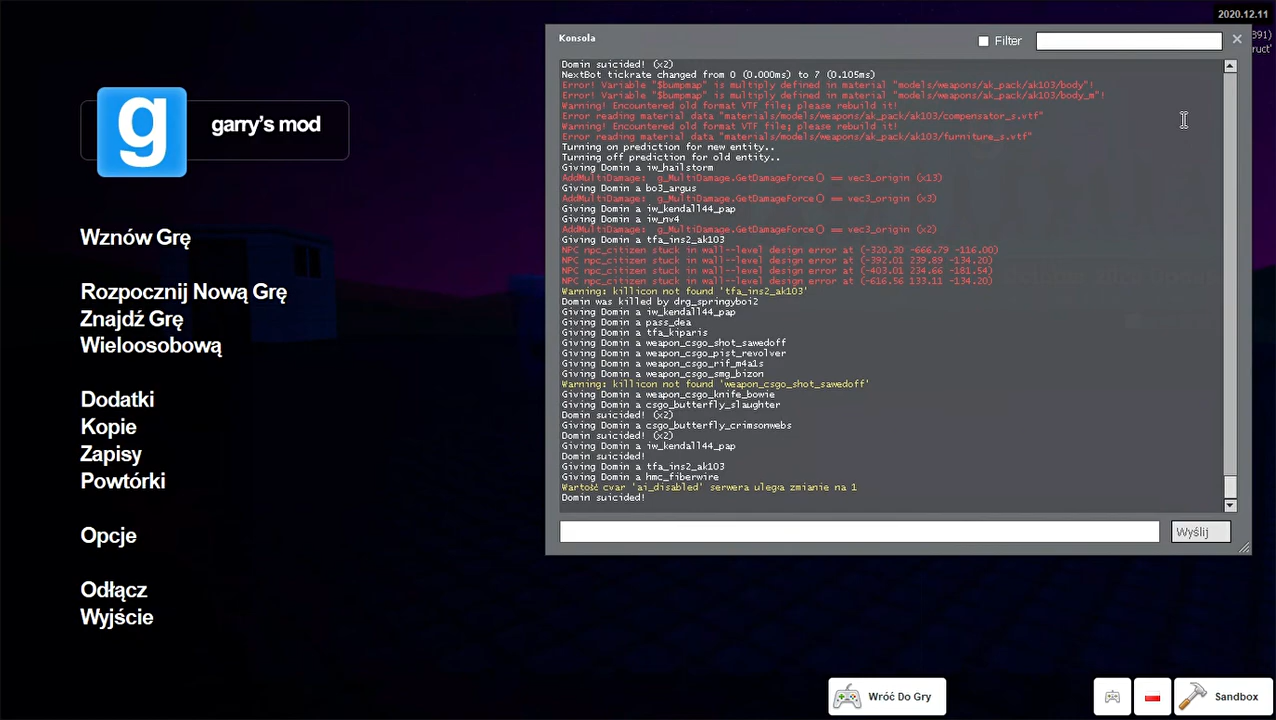 2020.12.11
391)
ruct'
g
garry's mod
Wznów Grę
Rozpocznij Nową Grę
Znajdź Grę
Wieloosobową
Dodatki
Kopie
Zapisy
Powtórki
Opcje
Odłącz
Wyjście
Konsola
Filter
Domin suicided! (x2)
NextBot tickrate changed from 0 (0.000ms) to 7 (0.105ms)
Error! Variable "$bumpmap" is multiply defined in material "models/weapons/ak_pack/ak103/body"!
Error! Variable "$bumpmap" is multiply defined in material "models/weapons/ak_pack/ak103/body_m"!
Warning! Encountered old format VTF file; please rebuild it!
Error reading material data "materials/models/weapons/ak_pack/ak103/compensator_s.vtf"
Warning! Encountered old format VTF file; please rebuild it!
Error reading material data "materials/models/weapons/ak_pack/ak103/furniture_s.vtf"
Turning on prediction for new entity..
Turning off prediction for old entity..
Giving Domin a iw_hailstorm
AddMultiDamage:  g_MultiDamage.GetDamageForce() == vec3_origin (x13)
Giving Domin a bo3_argus
AddMultiDamage:  g_MultiDamage.GetDamageForce() == vec3_origin (x3)
Giving Domin a iw_kendall44_pap
Giving Domin a iw_nv4
AddMultiDamage:  g_MultiDamage.GetDamageForce() == vec3_origin (x2)
Giving Domin a tfa_ins2_ak103
NPC npc_citizen stuck in wall--level design error at (-320.30 -666.79 -116.00)
NPC npc_citizen stuck in wall--level design error at (-392.01 239.89 -134.20)
NPC npc_citizen stuck in wall--level design error at (-403.01 234.66 -181.54)
NPC npc_citizen stuck in wall--level design error at (-616.56 133.11 -134.20)
Warning: killicon not found 'tfa_ins2_ak103'
Domin was killed by drg_springyboi2
Giving Domin a iw_kendall44_pap
Giving Domin a pass_dea
Giving Domin a tfa_kiparis
Giving Domin a weapon_csgo_shot_sawedoff
Giving Domin a weapon_csgo_pist_revolver
Giving Domin a weapon_csgo_rif_m4a1s
Giving Domin a weapon_csgo_smg_bizon
Warning: killicon not found 'weapon_csgo_shot_sawedoff'
Giving Domin a weapon_csgo_knife_bowie
Giving Domin a csgo_butterfly_slaughter
Domin suicided! (x2)
Giving Domin a csgo_butterfly_crimsonwebs
Domin suicided! (x2)
Giving Domin a iw_kendall44_pap
Domin suicided!
Giving Domin a tfa_ins2_ak103
Giving Domin a hmc_fiberwire
Wartość cvar 'ai_disabled' serwera uległa zmianie na 1
Domin suicided!
Wyślij
Wróć Do Gry
Sandbox